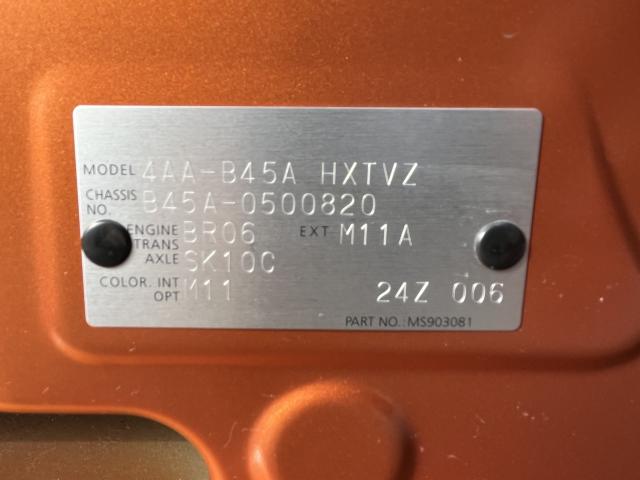 MODEL 4AA-B45A HXTVZ
CHASSIS NO. B45A-0500820
ENGINE BR06 EXT M11A
TRANS AXLE SK10C
COLOR. INT OPT M11 24Z 006
PART NO.:MS903081